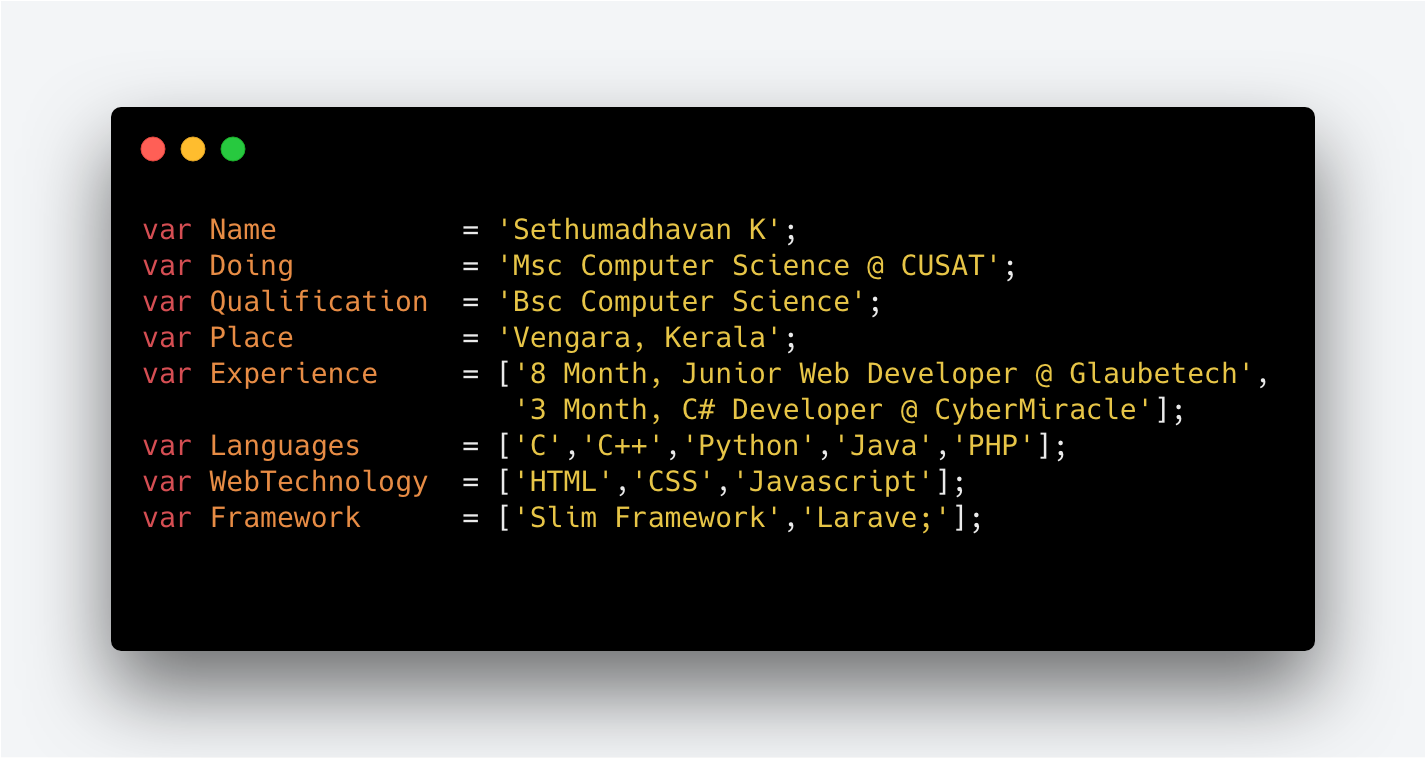 var Name           = 'Sethumadhavan K';
var Doing          = 'Msc Computer Science @ CUSAT';
var Qualification  = 'Bsc Computer Science';
var Place          = 'Vengara, Kerala';
var Experience     = ['8 Month, Junior Web Developer @ Glaubetech',
                      '3 Month, C# Developer @ CyberMiracle'];
var Languages      = ['C','C++','Python','Java','PHP'];
var WebTechnology  = ['HTML','CSS','Javascript'];
var Framework      = ['Slim Framework','Larave;'];